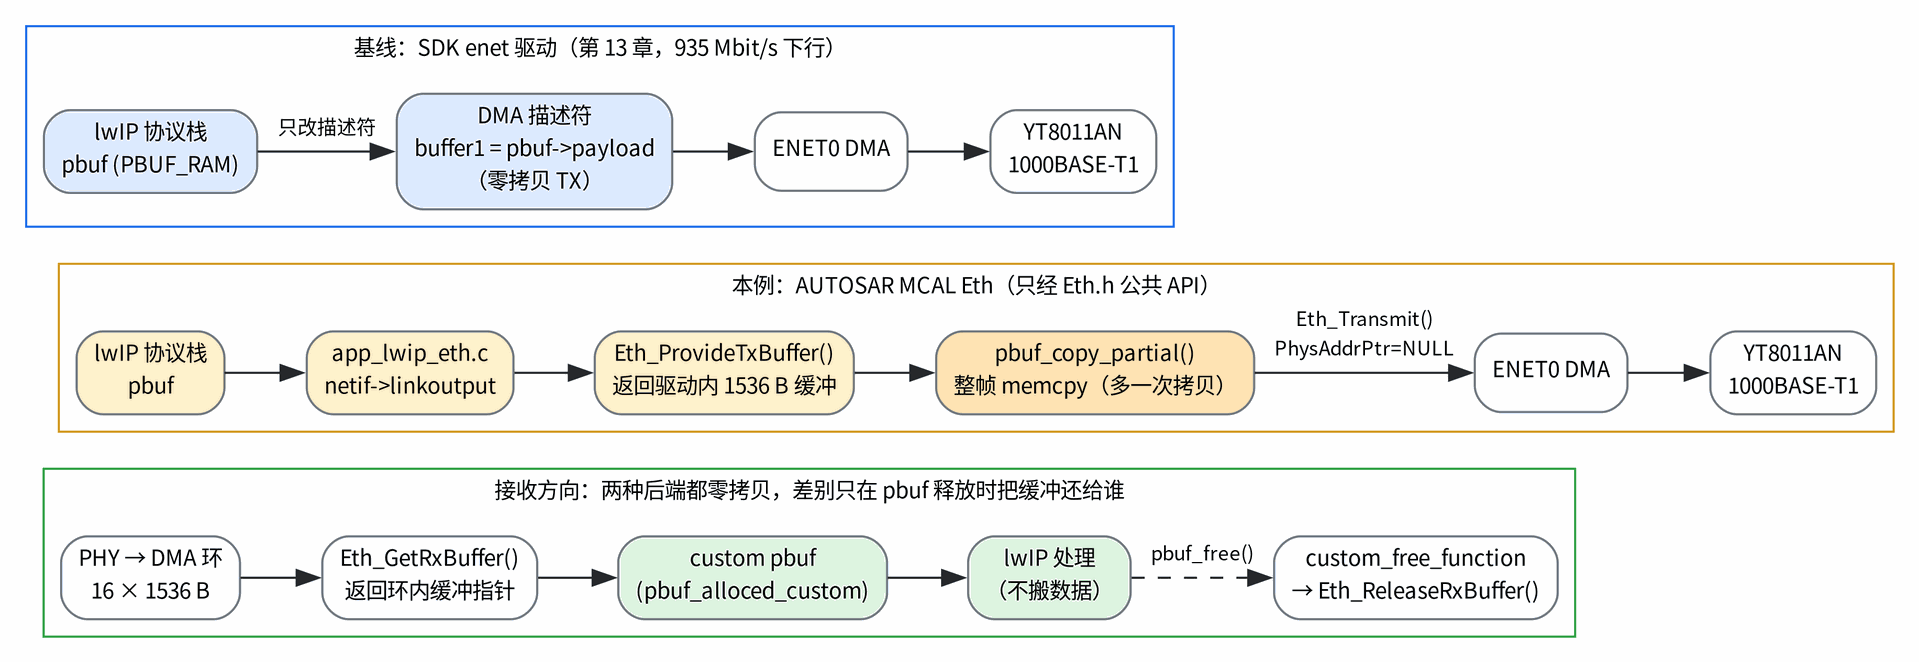 基线：SDK enet 驱动（第 13 章，935 Mbit/s 下行）
lwIP 协议栈
pbuf (PBUF_RAM)
只改描述符
DMA 描述符
buffer1 = pbuf->payload
（零拷贝 TX）
ENET0 DMA
YT8011AN
1000BASE-T1
本例：AUTOSAR MCAL Eth（只经 Eth.h 公共 API）
lwIP 协议栈
pbuf
app_lwip_eth.c
netif->linkoutput
Eth_ProvideTxBuffer()
返回驱动内 1536 B 缓冲
pbuf_copy_partial()
整帧 memcpy（多一次拷贝）
Eth_Transmit()
PhysAddrPtr=NULL
ENET0 DMA
YT8011AN
1000BASE-T1
接收方向：两种后端都零拷贝，差别只在 pbuf 释放时把缓冲还给谁
PHY → DMA 环
16 × 1536 B
Eth_GetRxBuffer()
返回环内缓冲指针
custom pbuf
(pbuf_alloced_custom)
lwIP 处理
（不搬数据）
pbuf_free()
custom_free_function
→ Eth_ReleaseRxBuffer()